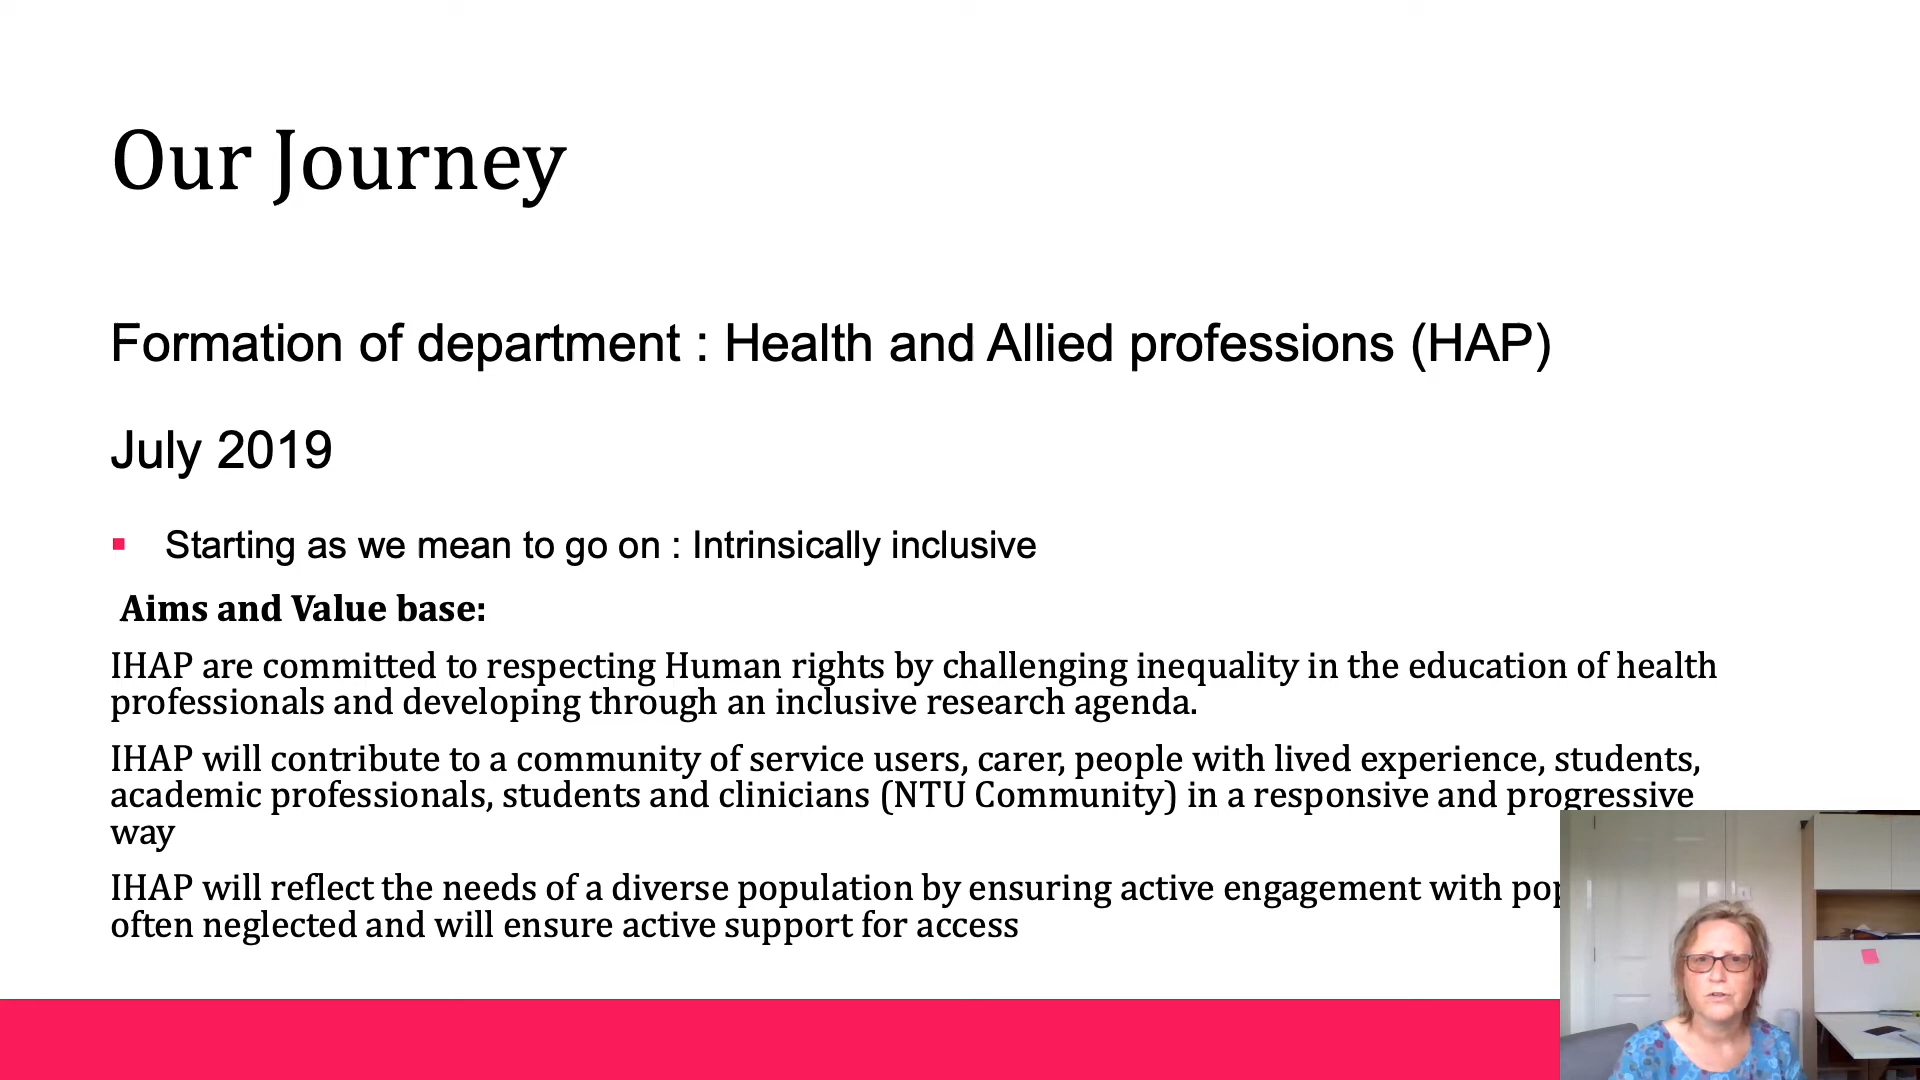 Our Journey
Formation of department : Health and Allied professions (HAP)
July 2019
▪ Starting as we mean to go on : Intrinsically inclusive
Aims and Value base:
IHAP are committed to respecting Human rights by challenging inequality in the education of health
professionals and developing through an inclusive research agenda.
IHAP will contribute to a community of service users, carer, people with lived experience, students,
academic professionals, students and clinicians (NTU Community) in a responsive and progressive
way
IHAP will reflect the needs of a diverse population by ensuring active engagement with
often neglected and will ensure active support for access